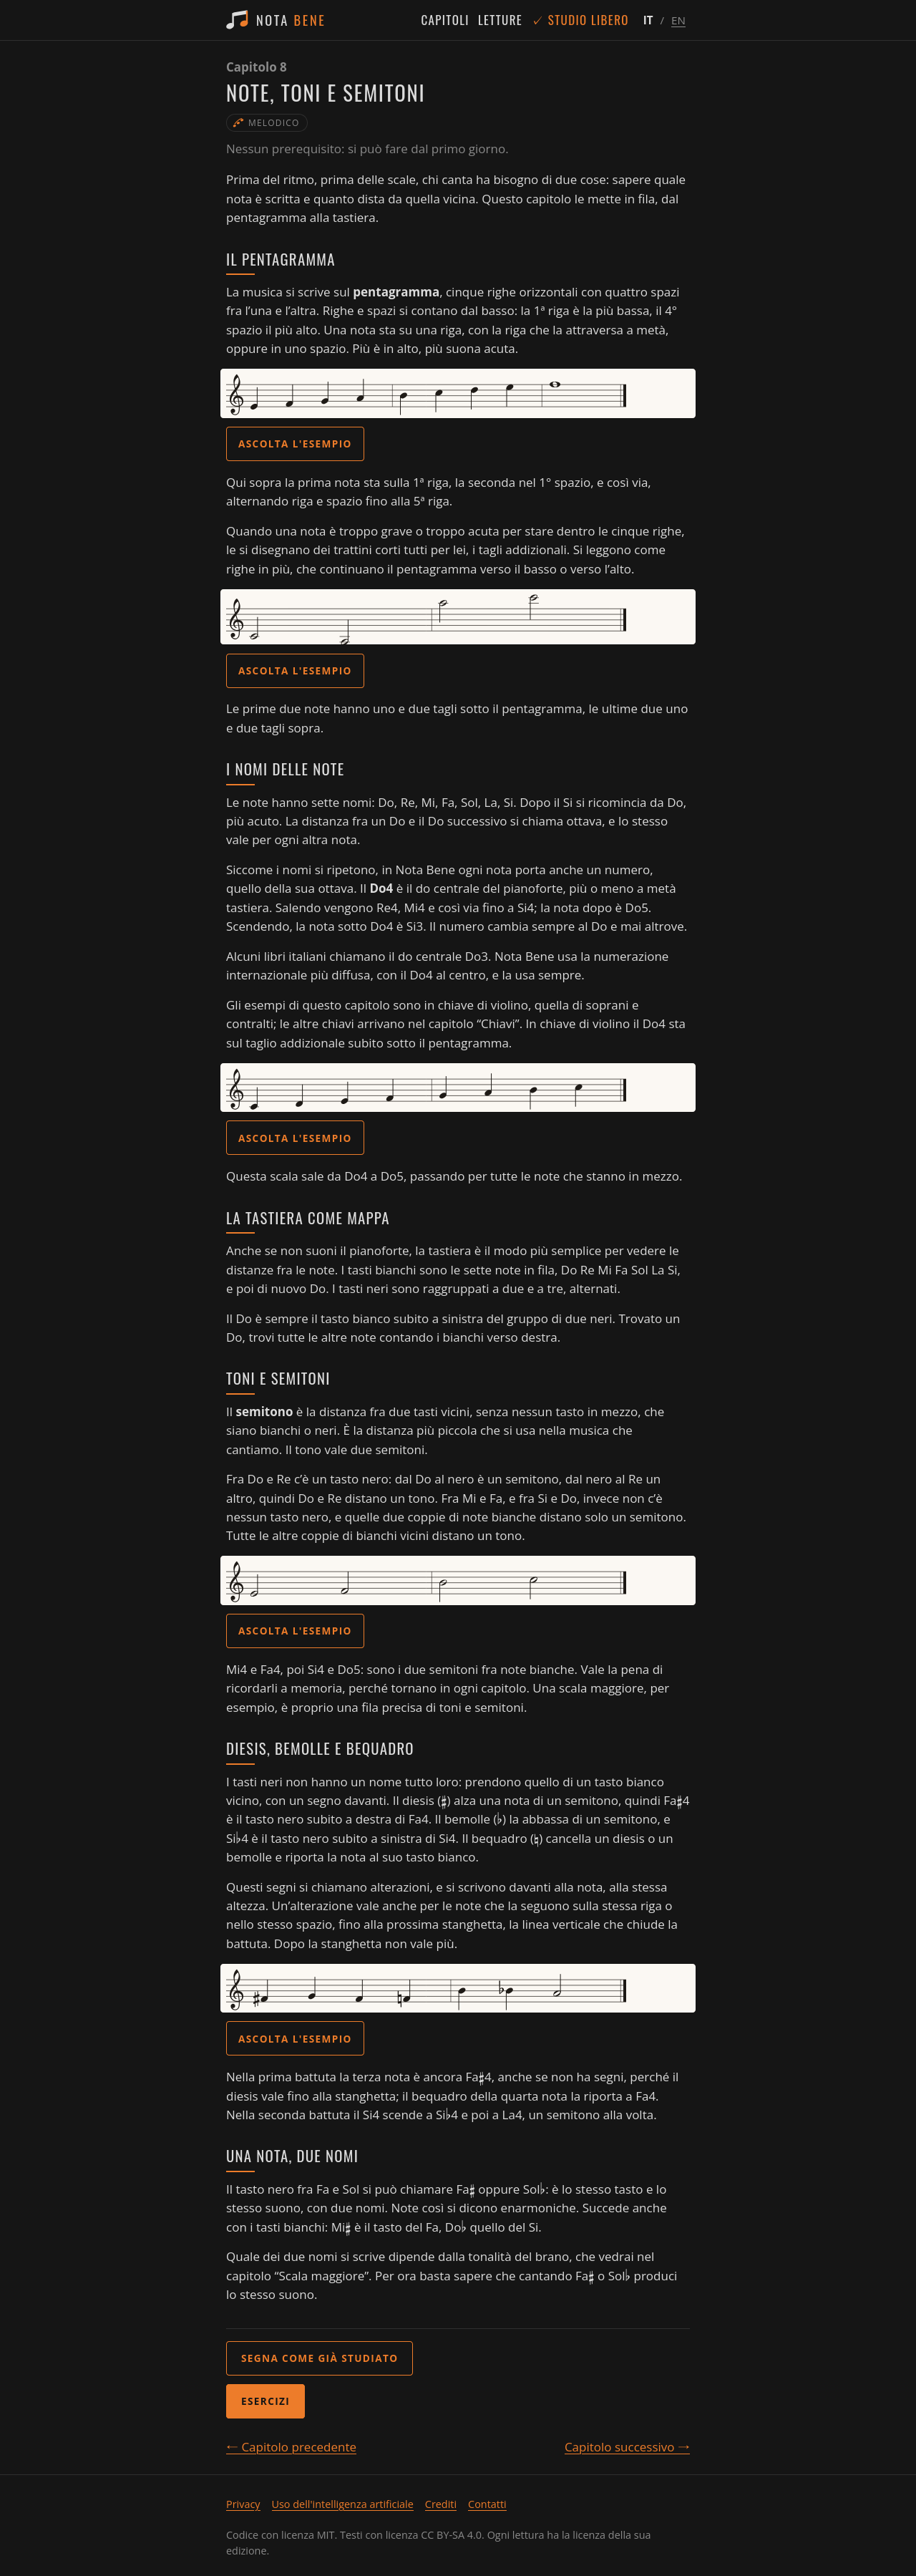 NOTA BENE
CAPITOLI LETTURE ✓ STUDIO LIBERO IT / EN
Capitolo 8
NOTE, TONI E SEMITONI
MELODICO
Nessun prerequisito: si può fare dal primo giorno.
Prima del ritmo, prima delle scale, chi canta ha bisogno di due cose: sapere quale
nota è scritta e quanto dista da quella vicina. Questo capitolo le mette in fila, dal
pentagramma alla tastiera.
IL PENTAGRAMMA
La musica si scrive sul pentagramma, cinque righe orizzontali con quattro spazi
fra l’una e l’altra. Righe e spazi si contano dal basso: la 1ª riga è la più bassa, il 4°
spazio il più alto. Una nota sta su una riga, con la riga che la attraversa a metà,
oppure in uno spazio. Più è in alto, più suona acuta.
ASCOLTA L'ESEMPIO
Qui sopra la prima nota sta sulla 1ª riga, la seconda nel 1° spazio, e così via,
alternando riga e spazio fino alla 5ª riga.
Quando una nota è troppo grave o troppo acuta per stare dentro le cinque righe,
le si disegnano dei trattini corti tutti per lei, i tagli addizionali. Si leggono come
righe in più, che continuano il pentagramma verso il basso o verso l’alto.
ASCOLTA L'ESEMPIO
Le prime due note hanno uno e due tagli sotto il pentagramma, le ultime due uno
e due tagli sopra.
I NOMI DELLE NOTE
Le note hanno sette nomi: Do, Re, Mi, Fa, Sol, La, Si. Dopo il Si si ricomincia da Do,
più acuto. La distanza fra un Do e il Do successivo si chiama ottava, e lo stesso
vale per ogni altra nota.
Siccome i nomi si ripetono, in Nota Bene ogni nota porta anche un numero,
quello della sua ottava. Il Do4 è il do centrale del pianoforte, più o meno a metà
tastiera. Salendo vengono Re4, Mi4 e così via fino a Si4; la nota dopo è Do5.
Scendendo, la nota sotto Do4 è Si3. Il numero cambia sempre al Do e mai altrove.
Alcuni libri italiani chiamano il do centrale Do3. Nota Bene usa la numerazione
internazionale più diffusa, con il Do4 al centro, e la usa sempre.
Gli esempi di questo capitolo sono in chiave di violino, quella di soprani e
contralti; le altre chiavi arrivano nel capitolo “Chiavi”. In chiave di violino il Do4 sta
sul taglio addizionale subito sotto il pentagramma.
ASCOLTA L'ESEMPIO
Questa scala sale da Do4 a Do5, passando per tutte le note che stanno in mezzo.
LA TASTIERA COME MAPPA
Anche se non suoni il pianoforte, la tastiera è il modo più semplice per vedere le
distanze fra le note. I tasti bianchi sono le sette note in fila, Do Re Mi Fa Sol La Si,
e poi di nuovo Do. I tasti neri sono raggruppati a due e a tre, alternati.
Il Do è sempre il tasto bianco subito a sinistra del gruppo di due neri. Trovato un
Do, trovi tutte le altre note contando i bianchi verso destra.
TONI E SEMITONI
Il semitono è la distanza fra due tasti vicini, senza nessun tasto in mezzo, che
siano bianchi o neri. È la distanza più piccola che si usa nella musica che
cantiamo. Il tono vale due semitoni.
Fra Do e Re c’è un tasto nero: dal Do al nero è un semitono, dal nero al Re un
altro, quindi Do e Re distano un tono. Fra Mi e Fa, e fra Si e Do, invece non c’è
nessun tasto nero, e quelle due coppie di note bianche distano solo un semitono.
Tutte le altre coppie di bianchi vicini distano un tono.
ASCOLTA L'ESEMPIO
Mi4 e Fa4, poi Si4 e Do5: sono i due semitoni fra note bianche. Vale la pena di
ricordarli a memoria, perché tornano in ogni capitolo. Una scala maggiore, per
esempio, è proprio una fila precisa di toni e semitoni.
DIESIS, BEMOLLE E BEQUADRO
I tasti neri non hanno un nome tutto loro: prendono quello di un tasto bianco
vicino, con un segno davanti. Il diesis (♯) alza una nota di un semitono, quindi Fa♯4
è il tasto nero subito a destra di Fa4. Il bemolle (♭) la abbassa di un semitono, e
Si♭4 è il tasto nero subito a sinistra di Si4. Il bequadro (♮) cancella un diesis o un
bemolle e riporta la nota al suo tasto bianco.
Questi segni si chiamano alterazioni, e si scrivono davanti alla nota, alla stessa
altezza. Un’alterazione vale anche per le note che la seguono sulla stessa riga o
nello stesso spazio, fino alla prossima stanghetta, la linea verticale che chiude la
battuta. Dopo la stanghetta non vale più.
ASCOLTA L'ESEMPIO
Nella prima battuta la terza nota è ancora Fa♯4, anche se non ha segni, perché il
diesis vale fino alla stanghetta; il bequadro della quarta nota la riporta a Fa4.
Nella seconda battuta il Si4 scende a Si♭4 e poi a La4, un semitono alla volta.
UNA NOTA, DUE NOMI
Il tasto nero fra Fa e Sol si può chiamare Fa♯ oppure Sol♭: è lo stesso tasto e lo
stesso suono, con due nomi. Note così si dicono enarmoniche. Succede anche
con i tasti bianchi: Mi♯ è il tasto del Fa, Do♭ quello del Si.
Quale dei due nomi si scrive dipende dalla tonalità del brano, che vedrai nel
capitolo “Scala maggiore”. Per ora basta sapere che cantando Fa♯ o Sol♭ produci
lo stesso suono.
SEGNA COME GIÀ STUDIATO
ESERCIZI
← Capitolo precedente Capitolo successivo →
Privacy Uso dell'intelligenza artificiale Crediti Contatti
Codice con licenza MIT. Testi con licenza CC BY-SA 4.0. Ogni lettura ha la licenza della sua
edizione.